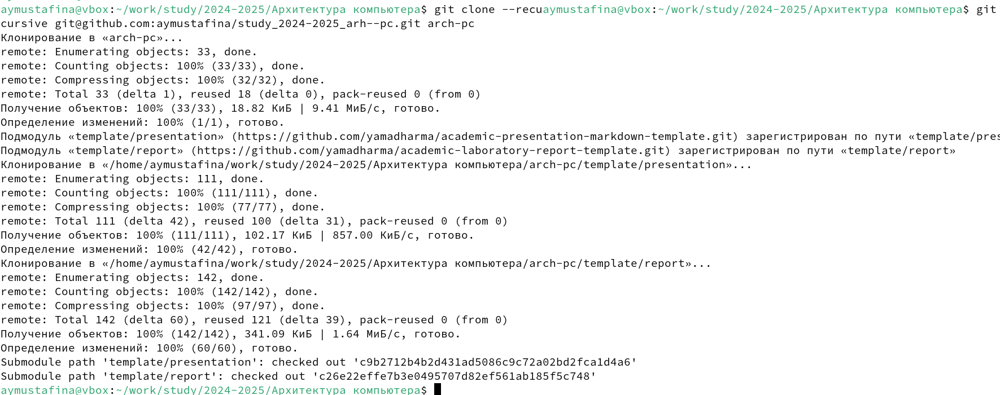 aymustafina@vbox:~/work/study/2024-2025/Архитектура компьютера$ git clone --recuaymustafina@vbox:~/work/study/2024-2025/Архитектура компьютера$ git
cursive git@github.com:aymustafina/study_2024-2025_arh--pc.git arch-pc
Клонирование в «arch-pc»...
remote: Enumerating objects: 33, done.
remote: Counting objects: 100% (33/33), done.
remote: Compressing objects: 100% (32/32), done.
remote: Total 33 (delta 1), reused 18 (delta 0), pack-reused 0 (from 0)
Получение объектов: 100% (33/33), 18.82 КиБ | 9.41 МиБ/с, готово.
Определение изменений: 100% (1/1), готово.
Подмодуль «template/presentation» (https://github.com/yamadharma/academic-presentation-markdown-template.git) зарегистрирован по пути «template/pres
Подмодуль «template/report» (https://github.com/yamadharma/academic-laboratory-report-template.git) зарегистрирован по пути «template/report»
Клонирование в «/home/aymustafina/work/study/2024-2025/Архитектура компьютера/arch-pc/template/presentation»...
remote: Enumerating objects: 111, done.
remote: Counting objects: 100% (111/111), done.
remote: Compressing objects: 100% (77/77), done.
remote: Total 111 (delta 42), reused 100 (delta 31), pack-reused 0 (from 0)
Получение объектов: 100% (111/111), 102.17 КиБ | 857.00 КиБ/с, готово.
Определение изменений: 100% (42/42), готово.
Клонирование в «/home/aymustafina/work/study/2024-2025/Архитектура компьютера/arch-pc/template/report»...
remote: Enumerating objects: 142, done.
remote: Counting objects: 100% (142/142), done.
remote: Compressing objects: 100% (97/97), done.
remote: Total 142 (delta 60), reused 121 (delta 39), pack-reused 0 (from 0)
Получение объектов: 100% (142/142), 341.09 КиБ | 1.64 МиБ/с, готово.
Определение изменений: 100% (60/60), готово.
Submodule path 'template/presentation': checked out 'c9b2712b4b2d431ad5086c9c72a02bd2fca1d4a6'
Submodule path 'template/report': checked out 'c26e22effe7b3e0495707d82ef561ab185f5c748'
aymustafina@vbox:~/work/study/2024-2025/Архитектура компьютера$